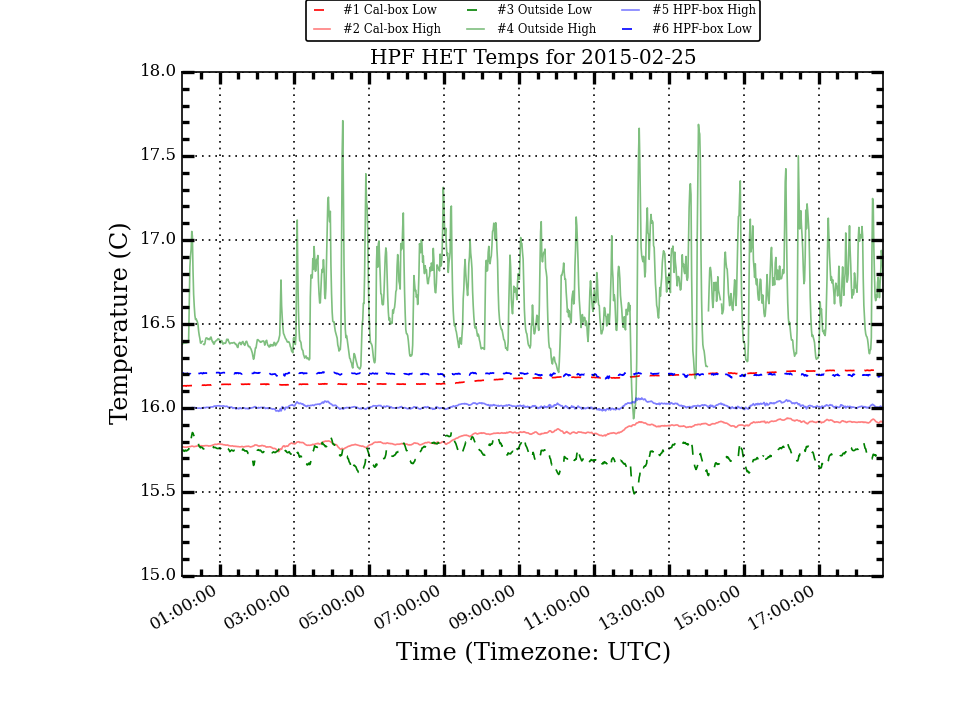 #1 Cal-box Low #3 Outside Low #5 HPF-box High
#2 Cal-box High #4 Outside High #6 HPF-box Low
HPF HET Temps for 2015-02-25
18.0
17.5
17.0
16.5
16.0
15.5
15.0
Temperature (C)
01:00:00 03:00:00 05:00:00 07:00:00 09:00:00 11:00:00 13:00:00 15:00:00 17:00:00
Time (Timezone: UTC)